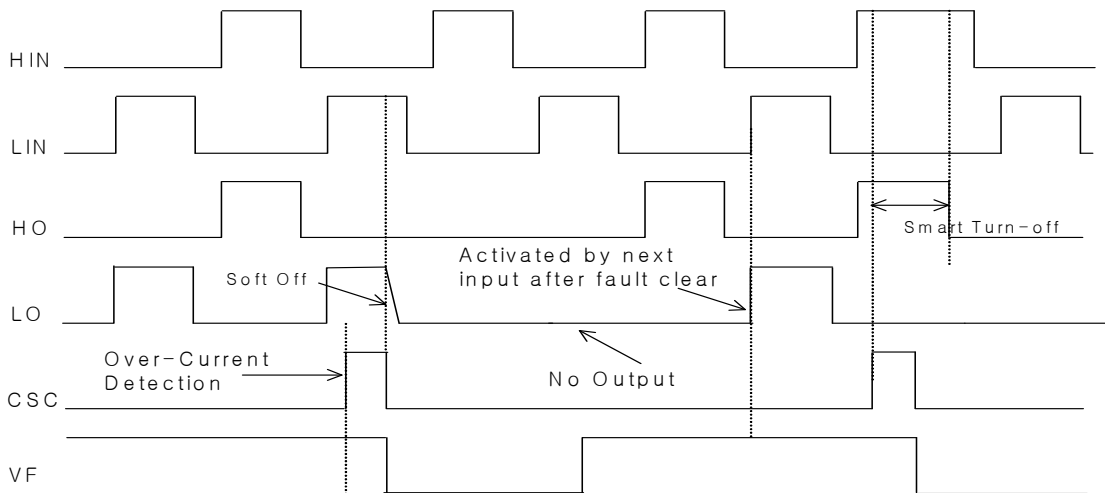 HIN
LIN
HO
Smart Turn-off
Activated by next
input after fault clear
Soft Off
LO
Over-Current
Detection
No Output
CSC
VF